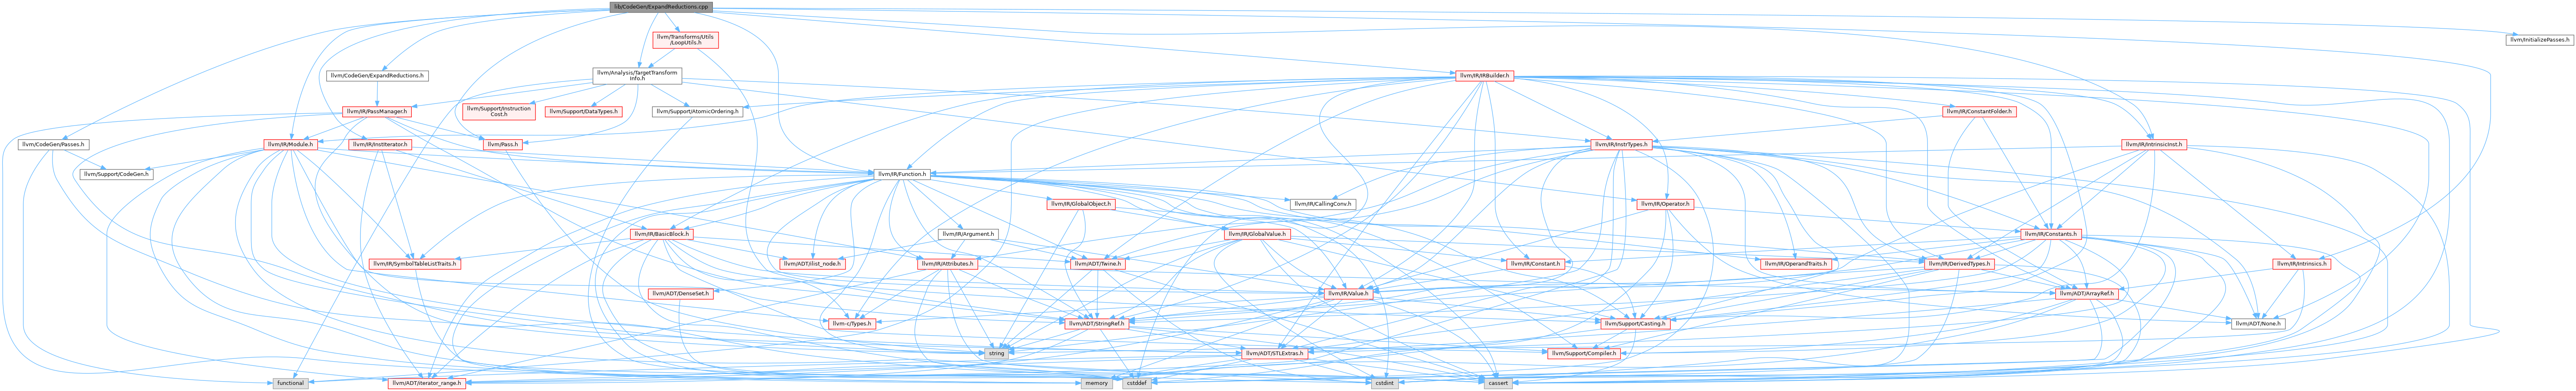 lib/CodeGen/ExpandReductions.cpp
llvm/Transforms/Utils
/LoopUtils.h
llvm/InitializePasses.h
llvm/CodeGen/ExpandReductions.h
llvm/Analysis/TargetTransform
Info.h
llvm/IR/IRBuilder.h
llvm/IR/PassManager.h
llvm/Support/Instruction
Cost.h
llvm/Support/DataTypes.h
llvm/Support/AtomicOrdering.h
llvm/IR/ConstantFolder.h
llvm/CodeGen/Passes.h
llvm/IR/Module.h
llvm/IR/InstIterator.h
llvm/Pass.h
llvm/IR/InstrTypes.h
llvm/IR/IntrinsicInst.h
llvm/Support/CodeGen.h
llvm/IR/Function.h
llvm/IR/GlobalObject.h
llvm/IR/CallingConv.h
llvm/IR/Operator.h
llvm/IR/BasicBlock.h
llvm/IR/Argument.h
llvm/IR/GlobalValue.h
llvm/IR/Constants.h
llvm/IR/SymbolTableListTraits.h
llvm/ADT/ilist_node.h
llvm/IR/Attributes.h
llvm/ADT/Twine.h
llvm/IR/Constant.h
llvm/IR/OperandTraits.h
llvm/IR/DerivedTypes.h
llvm/IR/Intrinsics.h
llvm/ADT/DenseSet.h
llvm/IR/Value.h
llvm/ADT/ArrayRef.h
llvm-c/Types.h
llvm/ADT/StringRef.h
llvm/Support/Casting.h
llvm/ADT/None.h
string
llvm/ADT/STLExtras.h
llvm/Support/Compiler.h
functional
llvm/ADT/iterator_range.h
memory
cstddef
cstdint
cassert